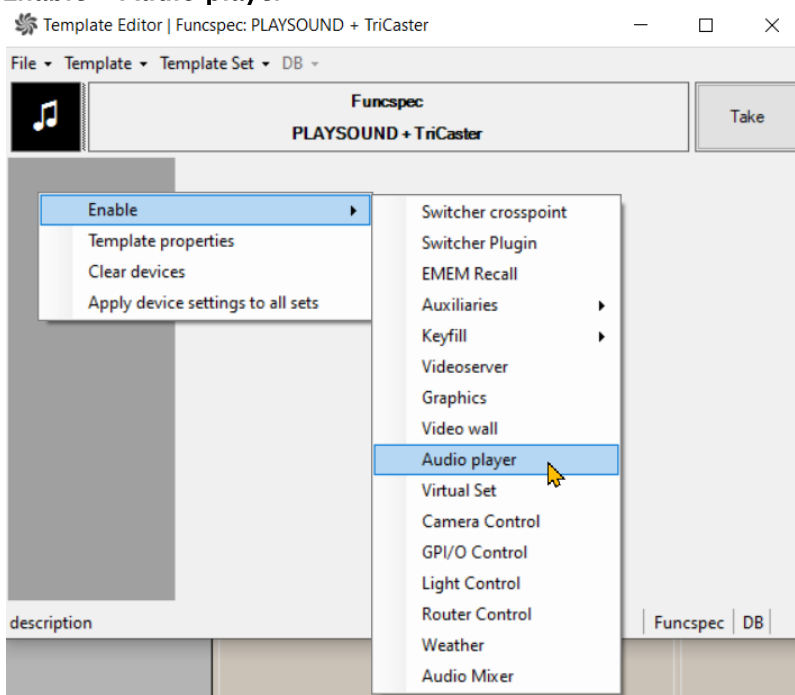 Template Editor | Funcspec: PLAYSOUND + TriCaster
File Template Template Set DB
Funcspec
PLAYSOUND + TriCaster
Take
Enable
Template properties
Clear devices
Apply device settings to all sets
Switcher crosspoint
Switcher Plugin
EMEM Recall
Auxiliaries
Keyfill
Videoserver
Graphics
Video wall
Audio player
Virtual Set
Camera Control
GPI/O Control
Light Control
Router Control
Weather
Audio Mixer
description
Funcspec DB